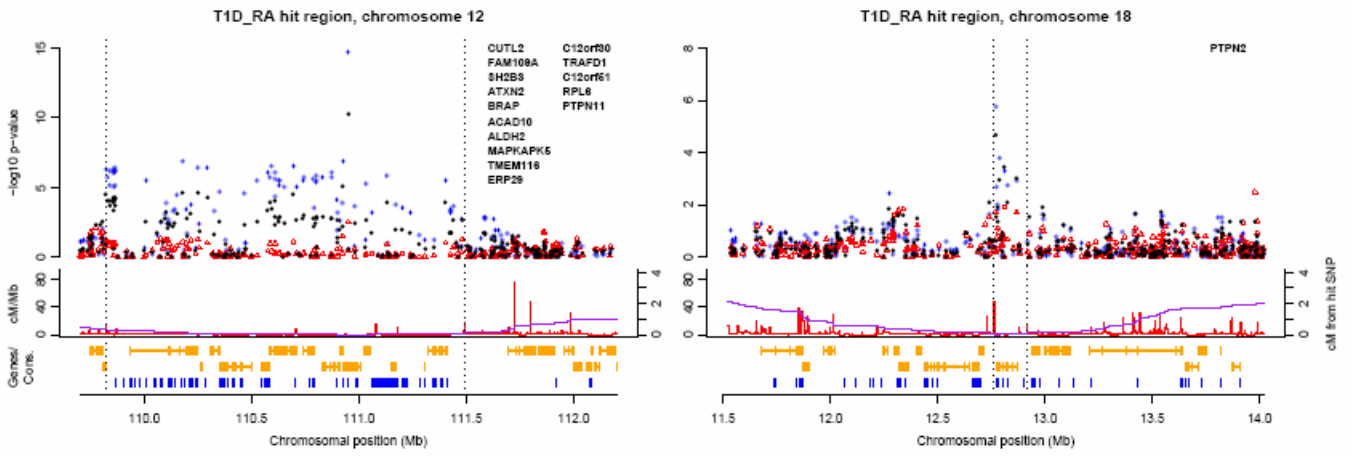 T1D_RA hit region, chromosome 12
15
10
5
0
-log10 p-value
CUTL2 C12orf30
FAM109A TRAFD1
SH2B3 C12orf51
ATXN2 RPL6
BRAP PTPN11
ACAD10
ALDH2
MAPKAPK5
TMEM116
ERP29
80
40
0
cM/Mb
4
2
0
Genes/
Cons.
110.0 110.5 111.0 111.5 112.0
Chromosomal position (Mb)
T1D_RA hit region, chromosome 18
8
6
4
2
0
PTPN2
80
40
0
4
2
0
cM from hit SNP
11.5 12.0 12.5 13.0 13.5 14.0
Chromosomal position (Mb)